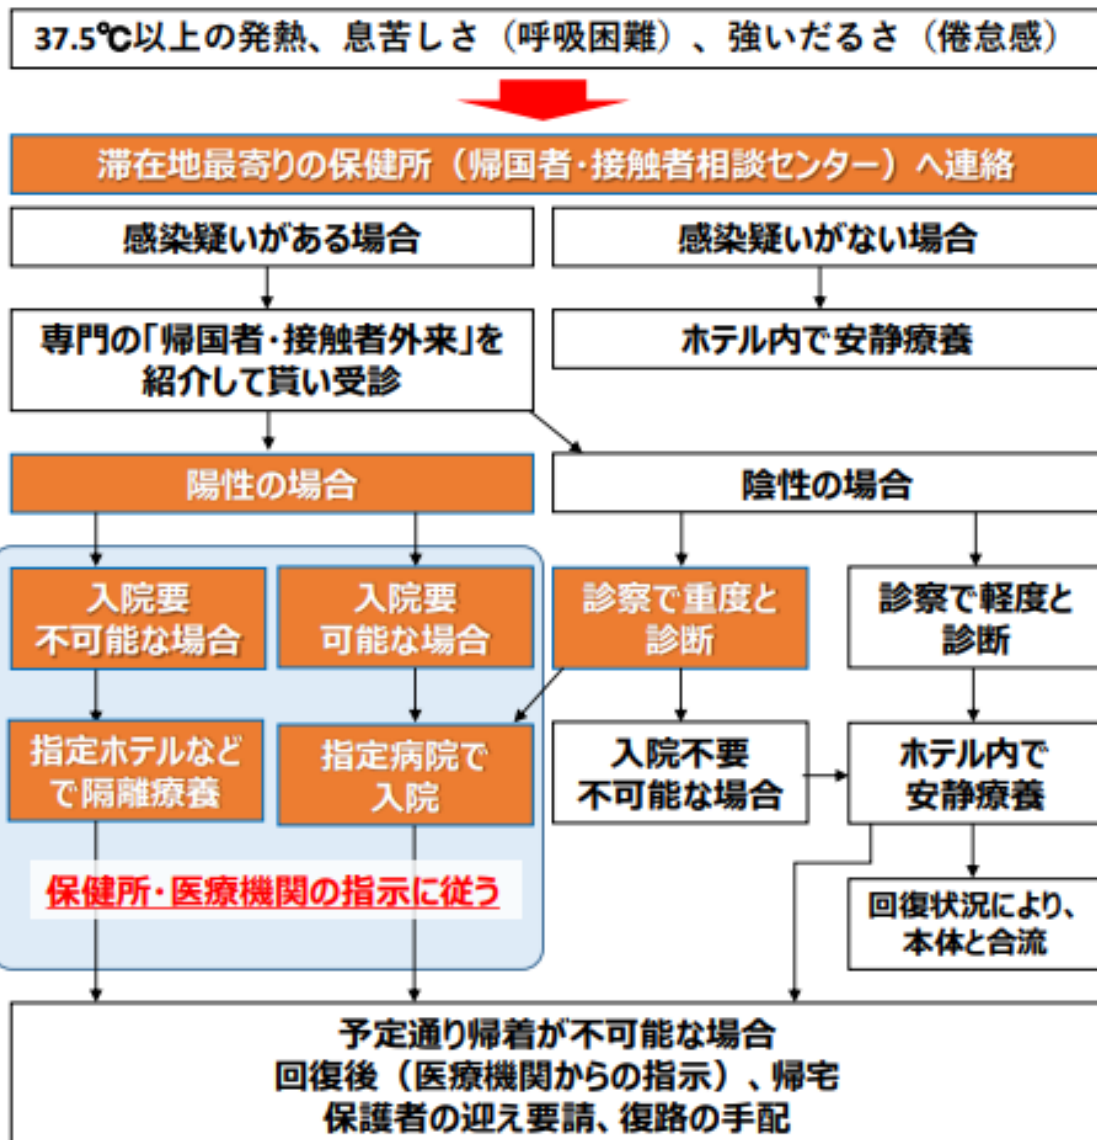 37.5℃以上の発熱、息苦しさ（呼吸困難）、強いだるさ（倦怠感）
滞在地最寄りの保健所（帰国者・接触者相談センター）へ連絡
感染疑いがある場合
感染疑いがない場合
専門の「帰国者・接触者外来」を
紹介して貰い受診
ホテル内で安静療養
陽性の場合
陰性の場合
入院要
不可能な場合
入院要
可能な場合
診察で重度と
診断
診察で軽度と
診断
指定ホテルなど
で隔離療養
指定病院で
入院
入院不要
不可能な場合
ホテル内で
安静療養
保健所・医療機関の指示に従う
回復状況により、
本体と合流
予定通り帰着が不可能な場合
回復後（医療機関からの指示）、帰宅
保護者の迎え要請、復路の手配